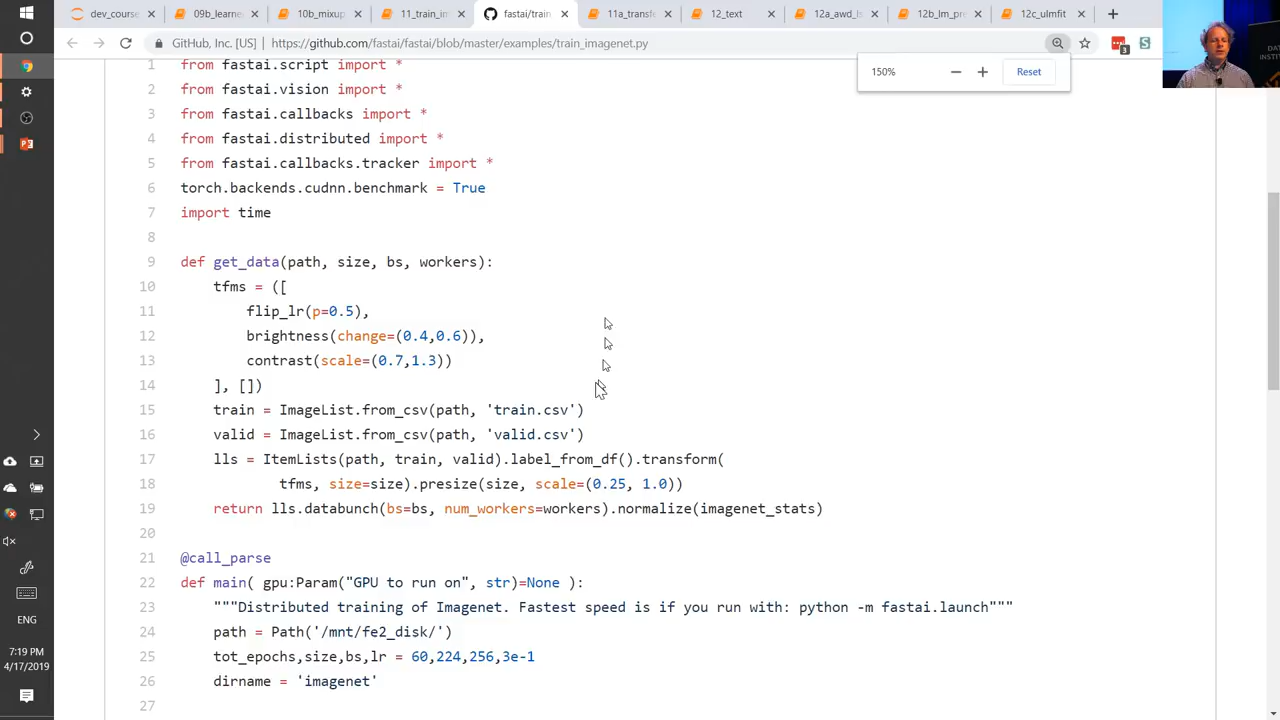 dev_course
09b_learne
10b_mixup
11_train_im
fastai/train
11a_transfe
12_text
12a_awd_ls
12b_lm_pre
12c_ulmfit
GitHub, Inc. [US] | https://github.com/fastai/fastai/blob/master/examples/train_imagenet.py
3
150%
Reset
1 from fastai.script import *
2 from fastai.vision import *
3 from fastai.callbacks import *
4 from fastai.distributed import *
5 from fastai.callbacks.tracker import *
6 torch.backends.cudnn.benchmark = True
7 import time
8
9 def get_data(path, size, bs, workers):
10 tfms = ([
11 flip_lr(p=0.5),
12 brightness(change=(0.4,0.6)),
13 contrast(scale=(0.7,1.3))
14 ], [])
15 train = ImageList.from_csv(path, 'train.csv')
16 valid = ImageList.from_csv(path, 'valid.csv')
17 lls = ItemLists(path, train, valid).label_from_df().transform(
18 tfms, size=size).presize(size, scale=(0.25, 1.0))
19 return lls.databunch(bs=bs, num_workers=workers).normalize(imagenet_stats)
20
21 @call_parse
22 def main( gpu:Param("GPU to run on", str)=None ):
23 """Distributed training of Imagenet. Fastest speed is if you run with: python -m fastai.launch"""
24 path = Path('/mnt/fe2_disk/')
25 tot_epochs,size,bs,lr = 60,224,256,3e-1
26 dirname = 'imagenet'
27
ENG
7:19 PM
4/17/2019